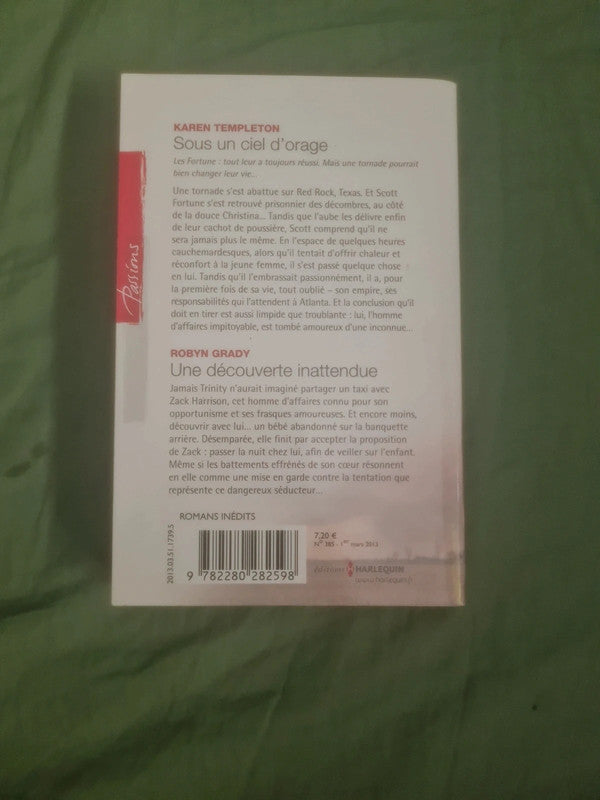 KAREN TEMPLETON
Sous un ciel d'orage
Les Fortune : tout leur a toujours réussi. Mais une tornade pourrait
bien changer leur vie...
Une tornade s'est abattue sur Red Rock, Texas. Et Scott
Fortune s'est retrouvé prisonnier des décombres, au côté
de la douce Christina... Tandis que l'aube les délivre enfin
de leur cachot de poussière, Scott comprend qu'il ne
sera jamais plus le même. En l'espace de quelques heures
cauchemardesques, alors qu'il tentait d'offrir chaleur et
réconfort à la jeune femme, il s'est passé quelque chose
en lui. Tandis qu'il l'embrassait passionnément, il a, pour
la première fois de sa vie, tout oublié – son empire, ses
responsabilités qui l'attendent à Atlanta. Et la conclusion qu'il
doit en tirer est aussi limpide que troublante : lui, l'homme
d'affaires impitoyable, est tombé amoureux d'une inconnue...
Passions
ROBYN GRADY
Une découverte inattendue
Jamais Trinity n'aurait imaginé partager un taxi avec
Zack Harrison, cet homme d'affaires connu pour son
opportunisme et ses frasques amoureuses. Et encore moins,
découvrir avec lui... un bébé abandonné sur la banquette
arrière. Désemparée, elle finit par accepter la proposition
de Zack : passer la nuit chez lui, afin de veiller sur l'enfant.
Même si les battements effrénés de son cœur résonnent
en elle comme une mise en garde contre la tentation que
représente ce dangereux séducteur...
ROMANS INÉDITS
2013.03.51.1739.5
9 782280 282598
7,20 €
N° 385 - 1er mars 2013
éditions HARLEQUIN
www.harlequin.fr